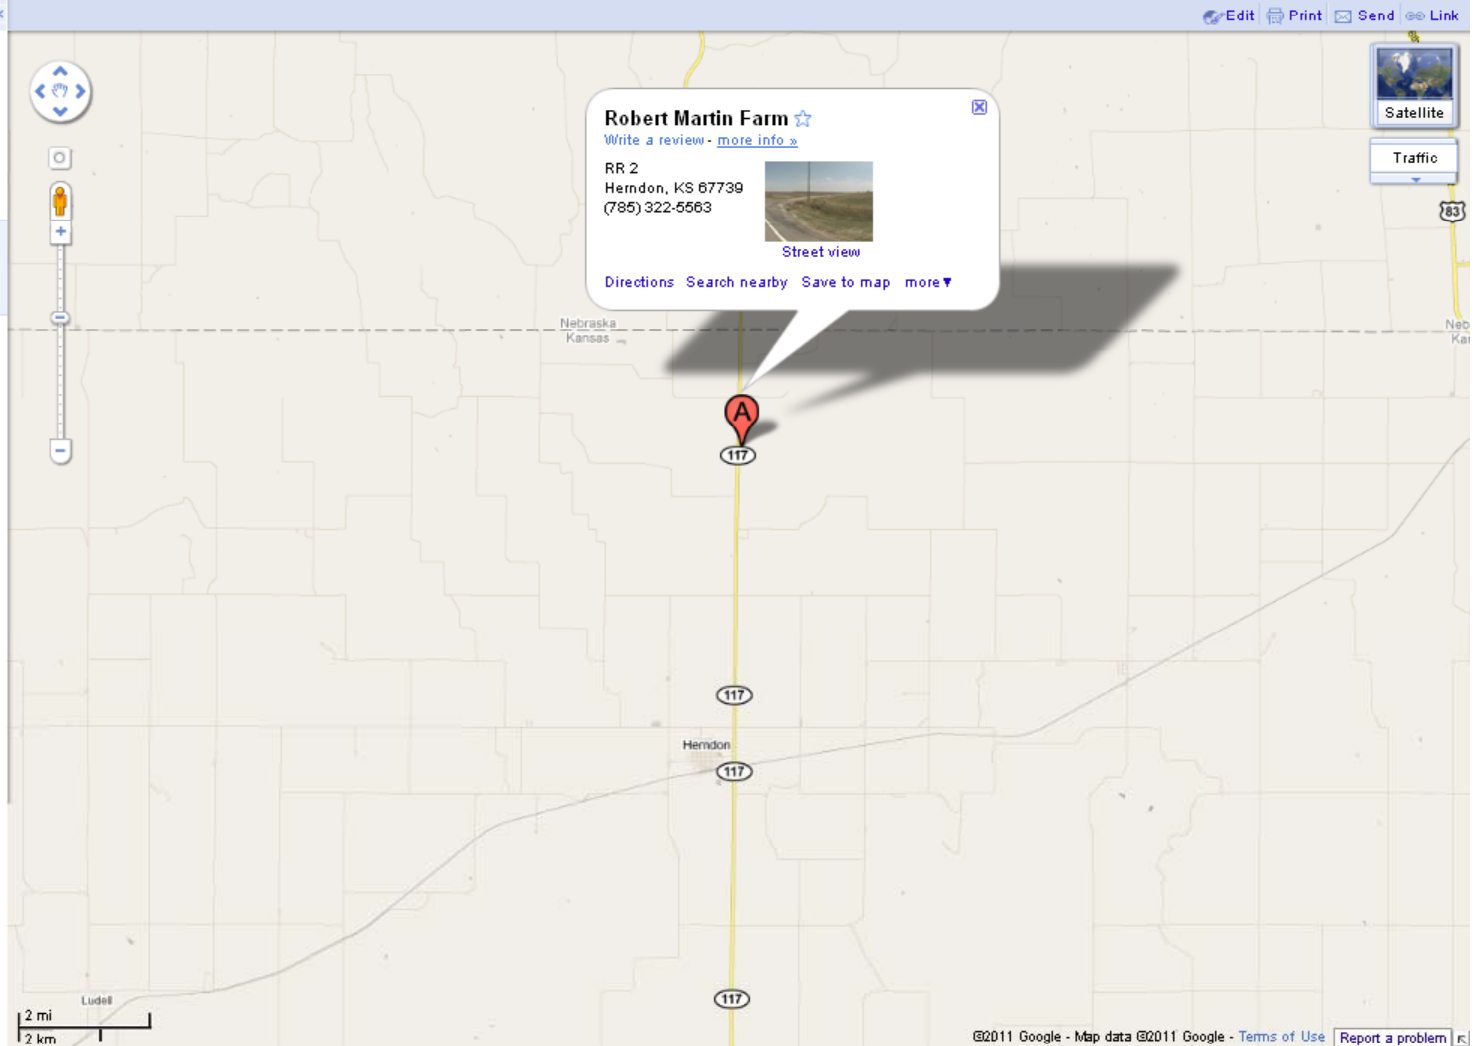 Edit Print Send Link
Satellite
Traffic
83
Robert Martin Farm
Write a review - more info »
RR 2
Herndon, KS 67739
(785) 322-5563
Street view
Directions Search nearby Save to map more▼
Nebraska
Kansas
Neb
Kan
A
117
117
Herndon
117
Ludell
117
2 mi
2 km
©2011 Google - Map data ©2011 Google - Terms of Use Report a problem